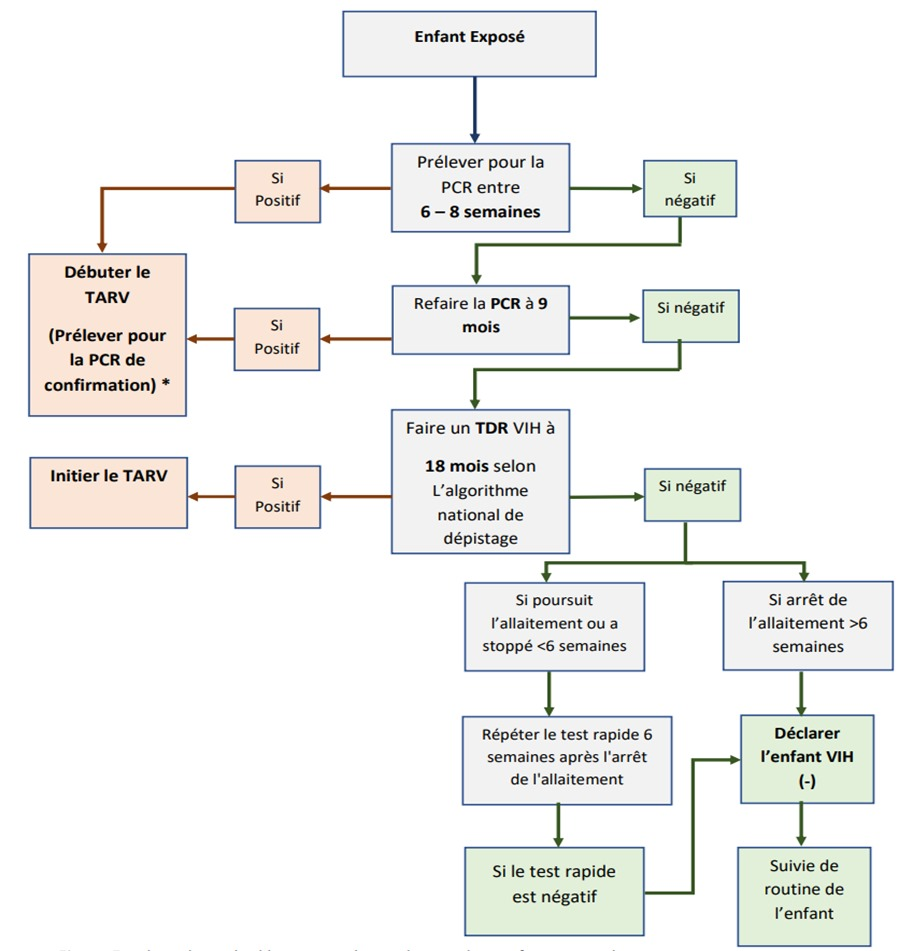 Enfant Exposé
Prélever pour la
PCR entre
6 – 8 semaines
Si
Positif
Si
négatif
Débuter le
TARV
(Prélever pour
la PCR de
confirmation) *
Refaire la PCR à 9
mois
Si
Positif
Si négatif
Faire un TDR VIH à
18 mois selon
L’algorithme
national de
dépistage
Si
Positif
Initier le TARV
Si négatif
Si poursuit
l’allaitement ou a
stoppé <6 semaines
Si arrêt de
l’allaitement >6
semaines
Répéter le test rapide 6
semaines après l'arrêt
de l'allaitement
Déclarer
l’enfant VIH
(-)
Si le test rapide
est négatif
Suivie de
routine de
l’enfant